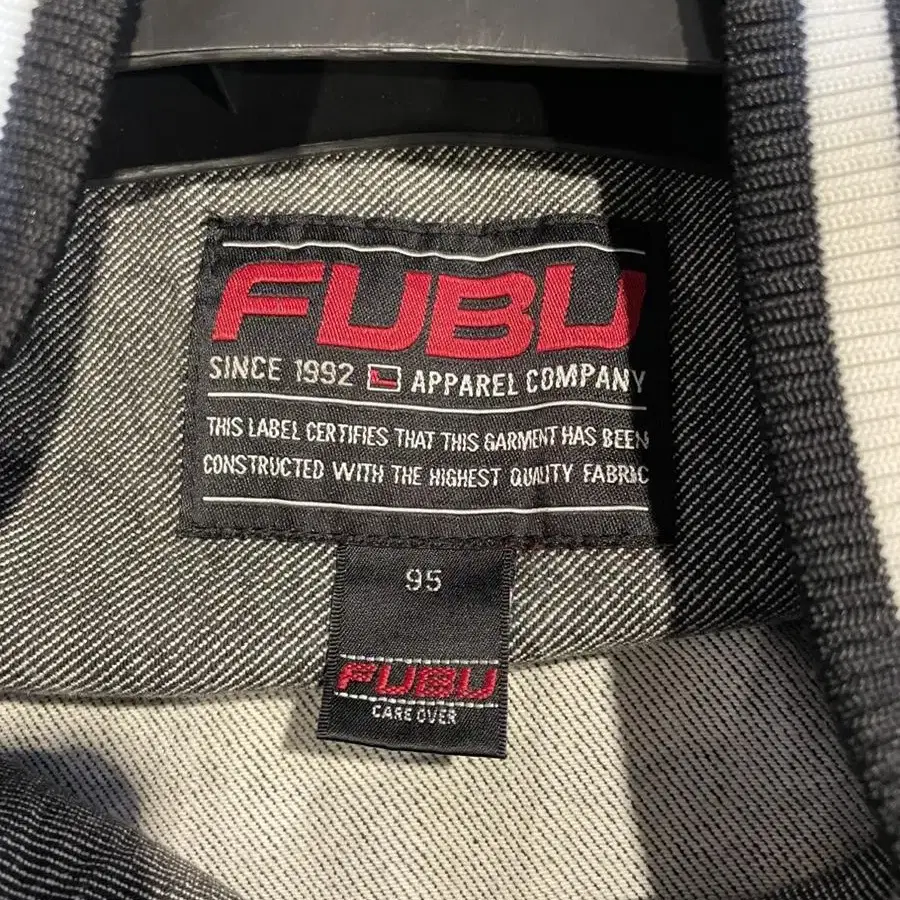 FUBU
SINCE 1992 APPAREL COMPANY
THIS LABEL CERTIFIES THAT THIS GARMENT HAS BEEN
CONSTRUCTED WITH THE HIGHEST QUALITY FABRIC
95
FUBU
CARE OVER